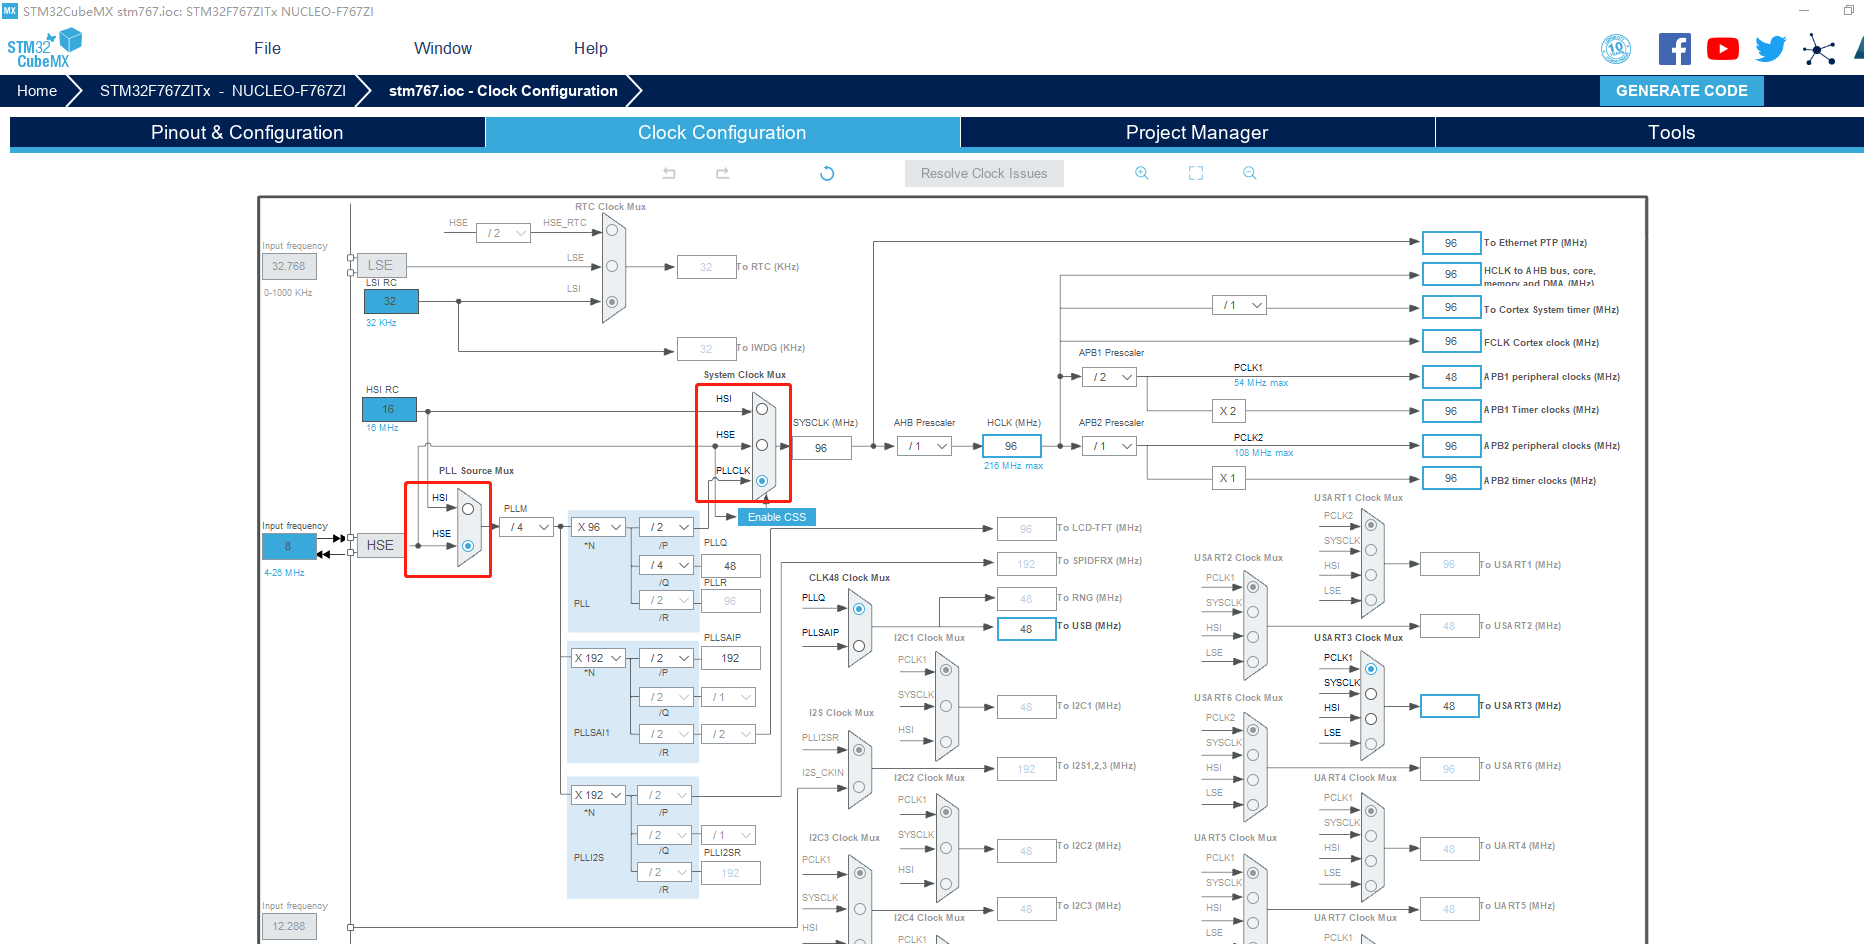 MX STM32CubeMX stm767.ioc: STM32F767ZITx NUCLEO-F767ZI
STM32 CubeMX
File Window Help
10
Home STM32F767ZITx - NUCLEO-F767ZI stm767.ioc - Clock Configuration GENERATE CODE
Pinout & Configuration Clock Configuration Project Manager Tools
Resolve Clock Issues
RTC Clock Mux
HSE / 2 HSE_RTC
Input frequency
32.768
0-1000 KHz
LSE
LSE
32 To RTC (KHz)
LSI RC
32
32 KHz
LSI
32 To IWDG (KHz)
96 To Ethernet PTP (MHz)
96 HCLK to AHB bus, core,
memory and DMA (MHz)
/ 1 96 To Cortex System timer (MHz)
96 FCLK Cortex clock (MHz)
APB1 Prescaler
/ 2 PCLK1
54 MHz max
48 APB1 peripheral clocks (MHz)
X 2 96 APB1 Timer clocks (MHz)
System Clock Mux
HSI RC
16
16 MHz
HSI
HSE
PLLCLK
SYSCLK (MHz)
96
AHB Prescaler
/ 1
HCLK (MHz)
96
216 MHz max
APB2 Prescaler
/ 1 PCLK2
108 MHz max
96 APB2 peripheral clocks (MHz)
X 1 96 APB2 timer clocks (MHz)
Enable CSS
PLL Source Mux
HSI
HSE
Input frequency
8
4-26 MHz
HSE
PLLM
/ 4
X 96
*N
/ 2
/P
PLLQ
/ 4 48
/Q
PLLR
/ 2 96
/R
PLL
PLLSAIP
X 192
*N
/ 2 192
/P
/ 2 / 1
/Q
/ 2 / 2
/R
PLLSAI1
X 192
*N
/ 2
/P
/ 2 / 1
/Q
PLLI2SR
/ 2 192
/R
PLLI2S
Input frequency
12.288
96 To LCD-TFT (MHz)
192 To SPIDFRX (MHz)
CLK48 Clock Mux
PLLQ
PLLSAIP
48 To RNG (MHz)
48 To USB (MHz)
I2C1 Clock Mux
PCLK1
SYSCLK
HSI
48 To I2C1 (MHz)
I2S Clock Mux
PLLI2SR
I2S_CKIN
192 To I2S1,2,3 (MHz)
I2C2 Clock Mux
PCLK1
SYSCLK
HSI
48 To I2C2 (MHz)
I2C3 Clock Mux
PCLK1
SYSCLK
HSI
48 To I2C3 (MHz)
I2C4 Clock Mux
PCLK1
USART1 Clock Mux
PCLK2
SYSCLK
HSI
LSE
96 To USART1 (MHz)
USART2 Clock Mux
PCLK1
SYSCLK
HSI
LSE
48 To USART2 (MHz)
USART3 Clock Mux
PCLK1
SYSCLK
HSI
LSE
48 To USART3 (MHz)
USART6 Clock Mux
PCLK2
SYSCLK
HSI
LSE
96 To USART6 (MHz)
UART4 Clock Mux
PCLK1
SYSCLK
HSI
LSE
48 To UART4 (MHz)
UART5 Clock Mux
PCLK1
SYSCLK
HSI
LSE
48 To UART5 (MHz)
UART7 Clock Mux
PCLK1